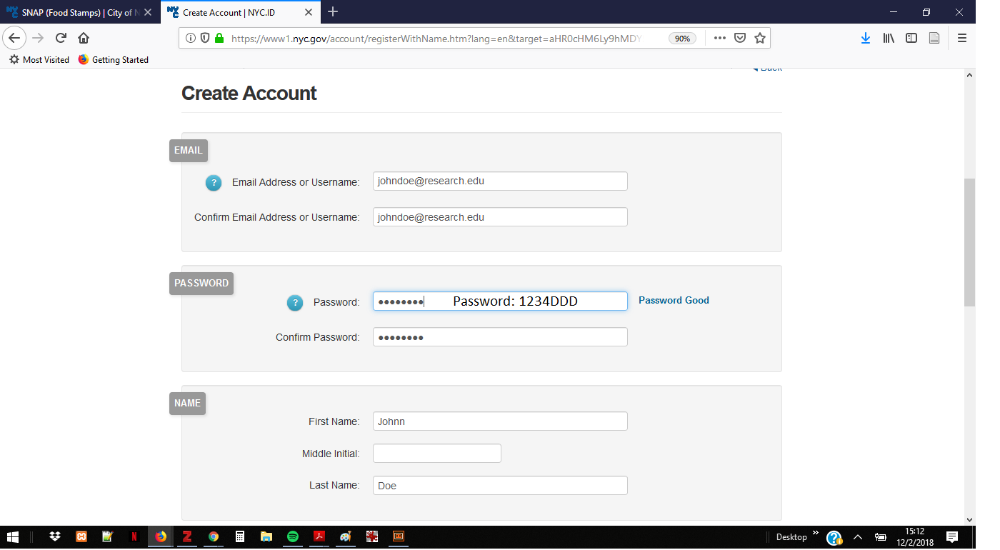 SNAP (Food Stamps) | City of N
Create Account | NYC.ID
https://www1.nyc.gov/account/registerWithName.htm?lang=en&target=aHR0cHM6Ly9hMDY
90%
Most Visited
Getting Started
Back
Create Account
EMAIL
? Email Address or Username: johndoe@research.edu
Confirm Email Address or Username: johndoe@research.edu
PASSWORD
? Password: •••••••• Password: 1234DDD Password Good
Confirm Password: ••••••••
NAME
First Name: Johnn
Middle Initial:
Last Name: Doe
Desktop
15:12
12/2/2018